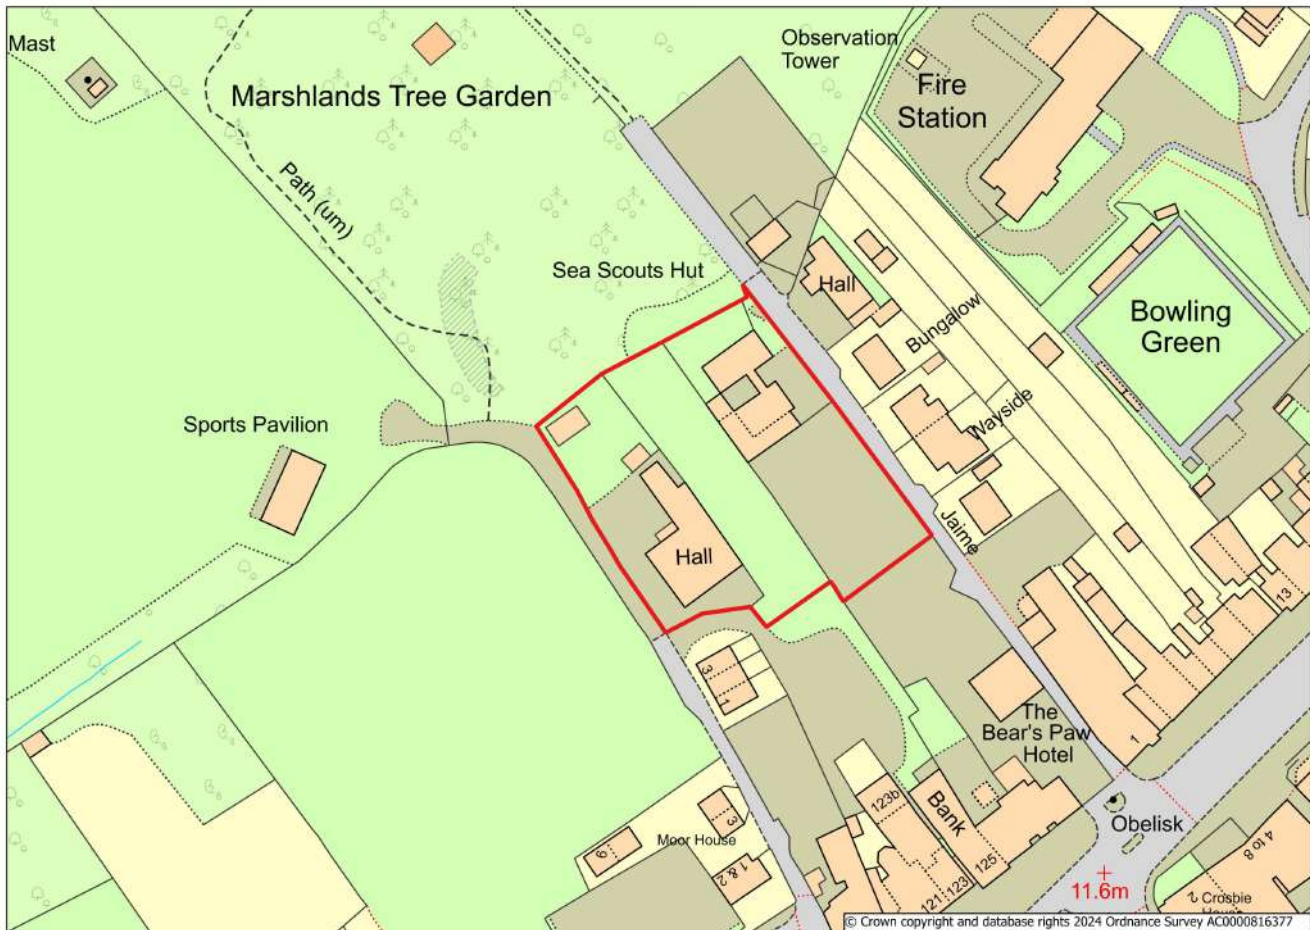 Mast
Marshlands Tree Garden
Observation
Tower
Fire
Station
Path (um)
Sea Scouts Hut
Hall
Bungalow
Bowling
Green
Wayside
Sports Pavilion
Jaime
Hall
13
3
1
The
Bear's Paw
Hotel
1
123b
Bank
3
Moor House
9
1 & 2
125
123
121
Obelisk
11.6m
4 to 8
2
Crosbie
© Crown copyright and database rights 2024 Ordnance Survey AC0000816377